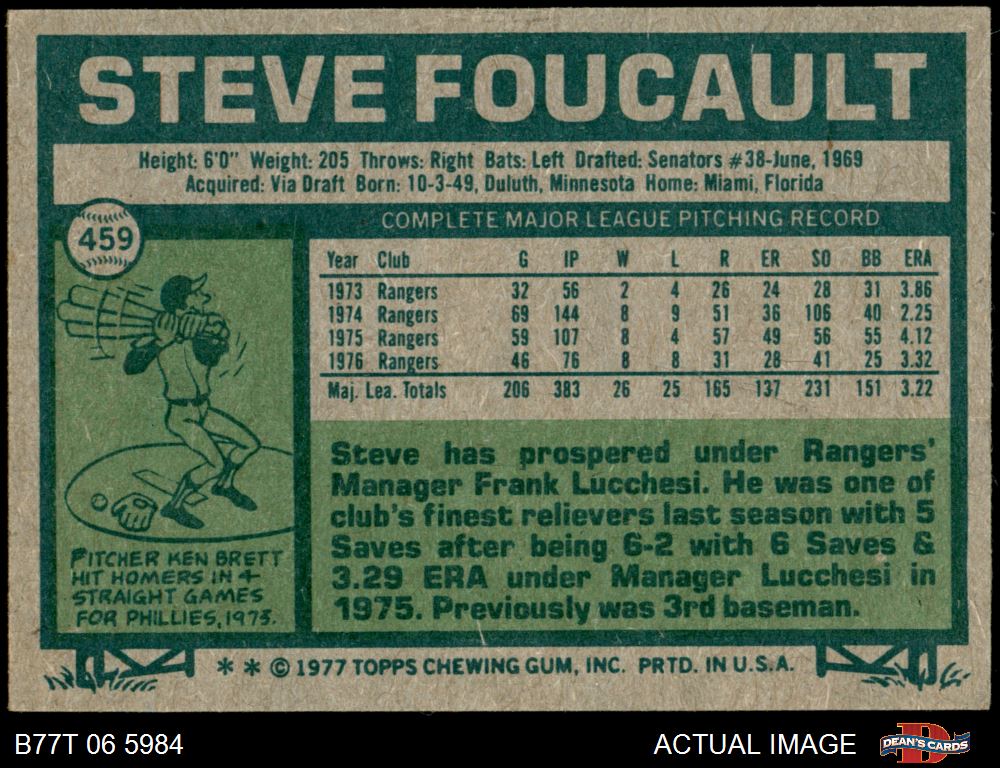 STEVE FOUCAULT
Height: 6'0" Weight: 205 Throws: Right Bats: Left Drafted: Senators #38-June, 1969
Acquired: Via Draft Born: 10-3-49, Duluth, Minnesota Home: Miami, Florida
459
COMPLETE MAJOR LEAGUE PITCHING RECORD
Year Club G IP W L R ER SO BB ERA
1973 Rangers 32 56 2 4 26 24 28 31 3.86
1974 Rangers 69 144 8 9 51 36 106 40 2.25
1975 Rangers 59 107 8 4 57 49 56 55 4.12
1976 Rangers 46 76 8 8 31 28 41 25 3.32
Maj. Lea. Totals 206 383 26 25 165 137 231 151 3.22
Steve has prospered under Rangers'
Manager Frank Lucchesi. He was one of
club's finest relievers last season with 5
Saves after being 6-2 with 6 Saves &
3.29 ERA under Manager Lucchesi in
1975. Previously was 3rd baseman.
PITCHER KEN BRETT
HIT HOMERS IN 4
STRAIGHT GAMES
FOR PHILLIES, 1973.
* * © 1977 TOPPS CHEWING GUM, INC. PRTD. IN U.S.A.
B77T 06 5984
ACTUAL IMAGE
DEAN'S CARDS